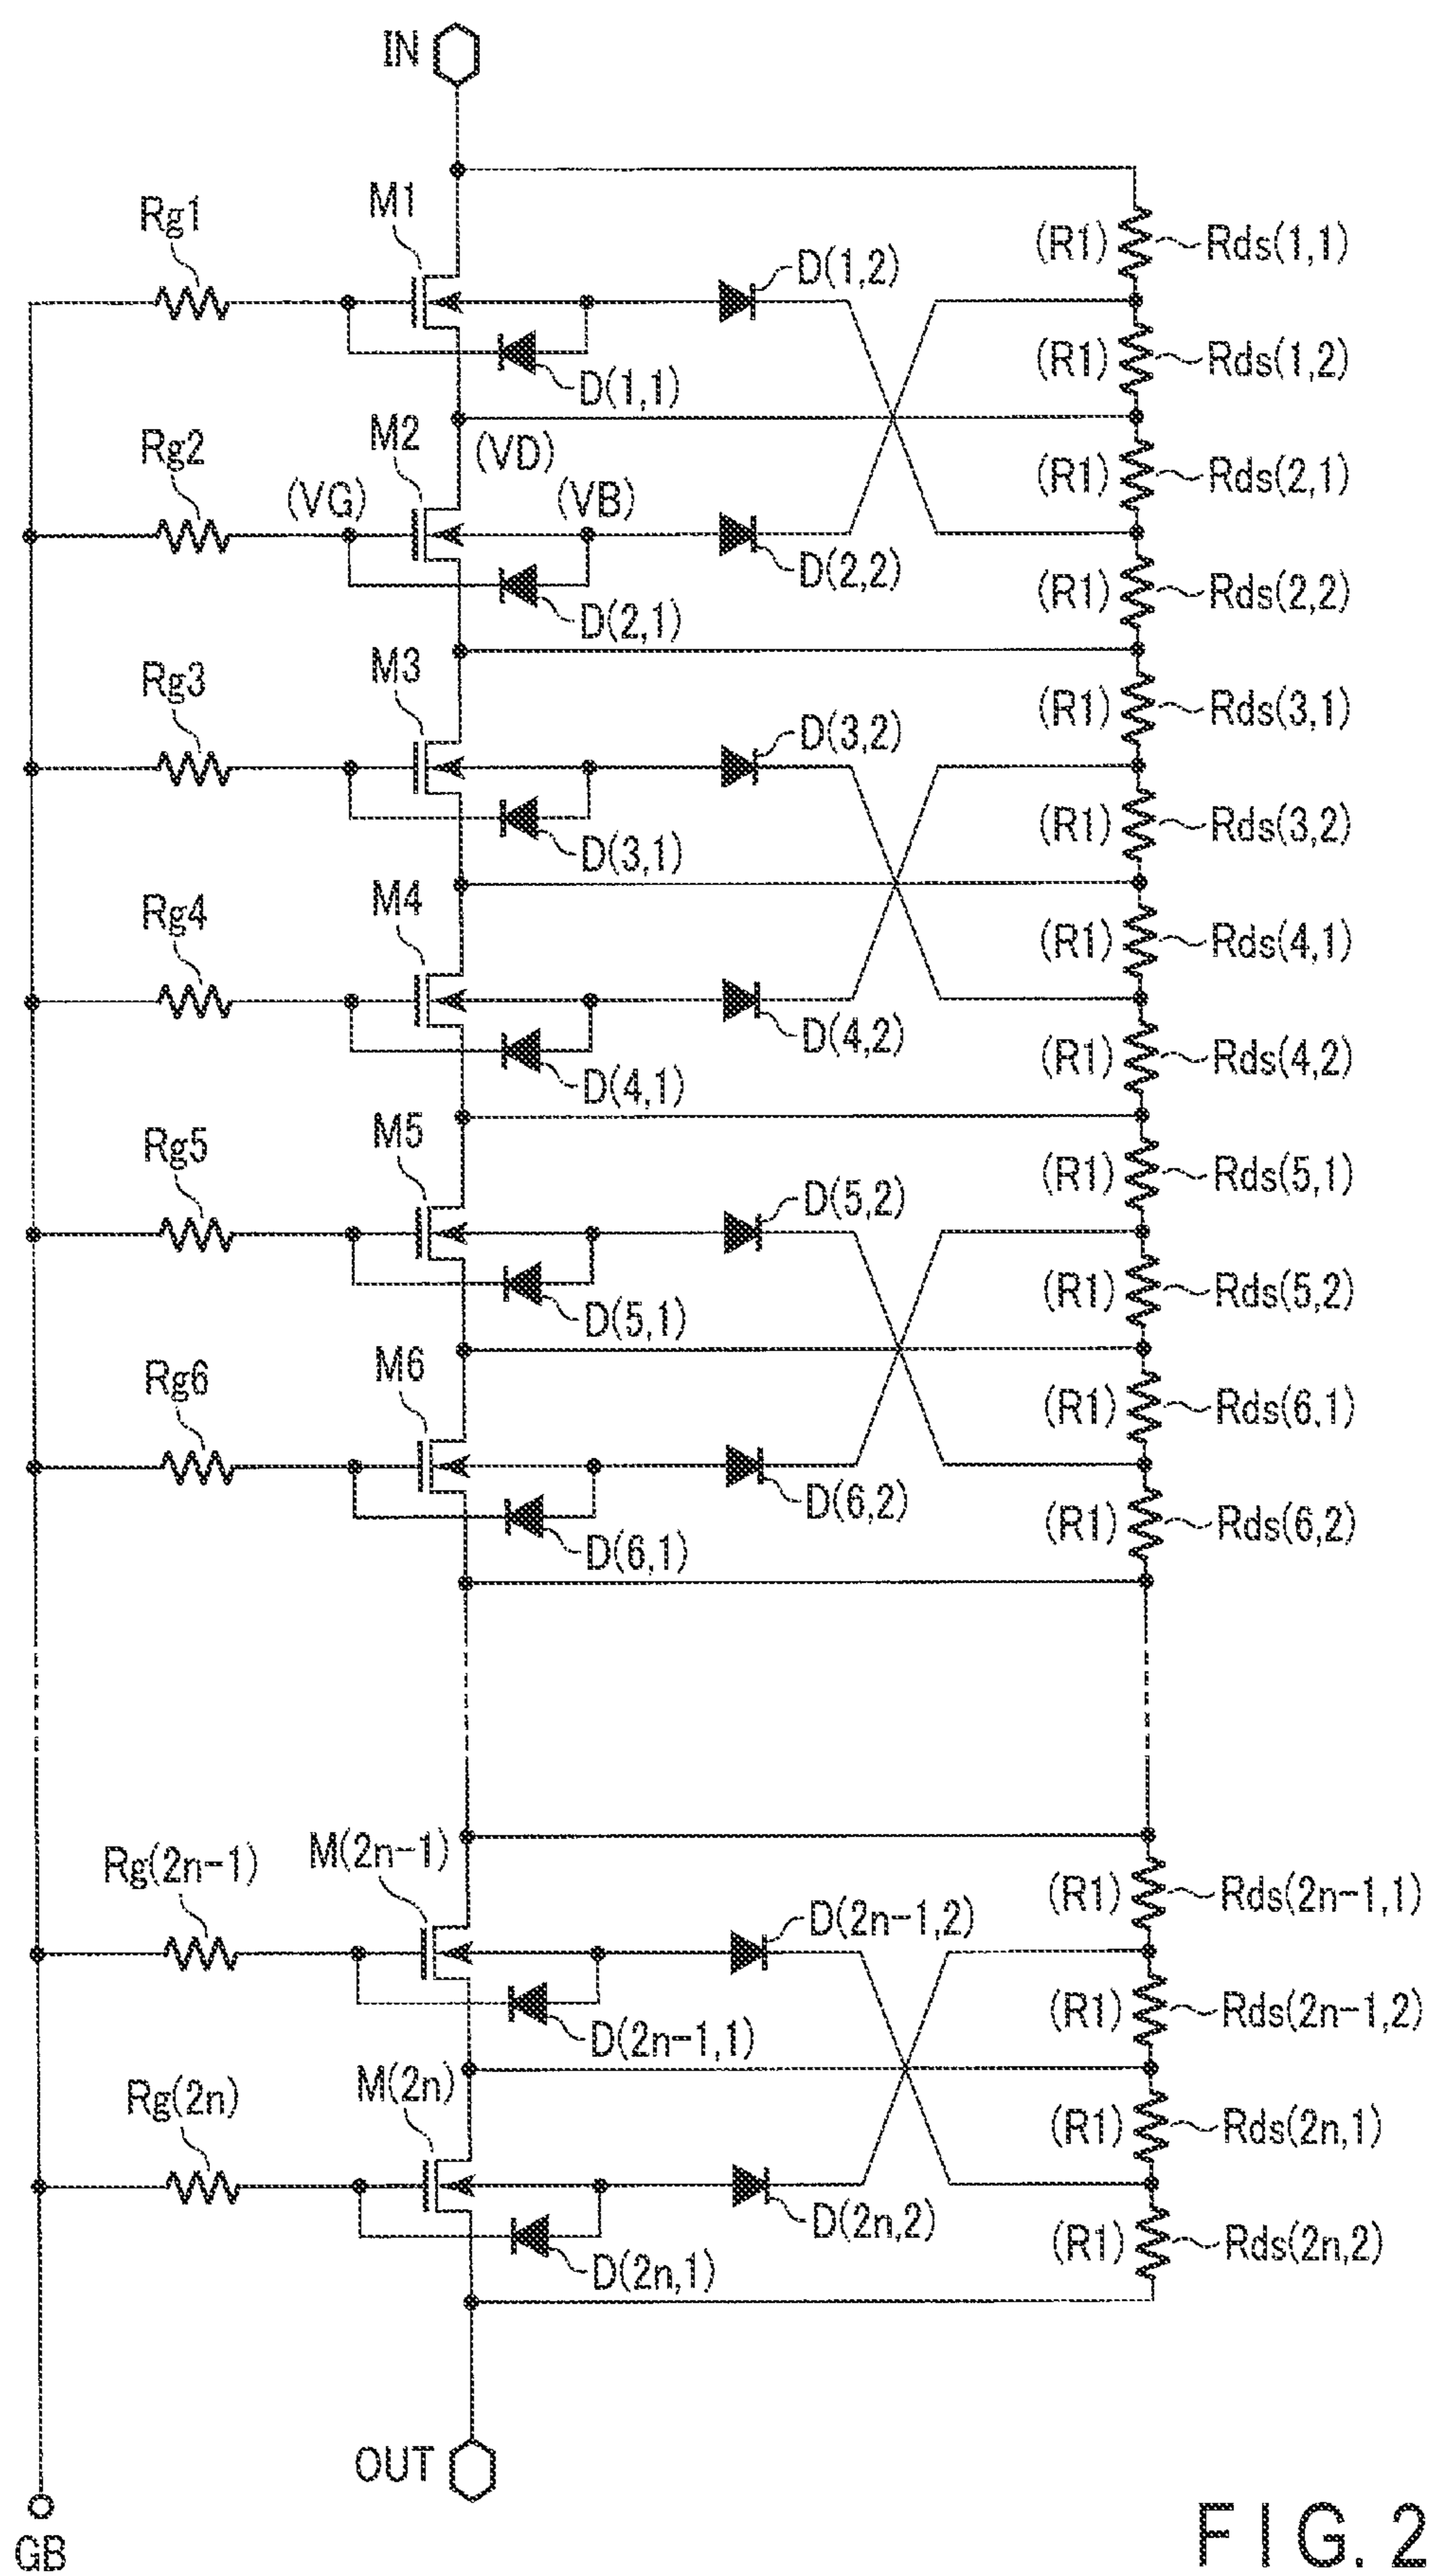 IN
M1
Rg1
(R1) Rds(1,1)
D(1,2)
(R1) Rds(1,2)
D(1,1)
M2
Rg2
(VD)
(R1) Rds(2,1)
(VG)
(VB)
D(2,2)
(R1) Rds(2,2)
D(2,1)
M3
Rg3
(R1) Rds(3,1)
D(3,2)
(R1) Rds(3,2)
D(3,1)
M4
Rg4
(R1) Rds(4,1)
D(4,2)
(R1) Rds(4,2)
D(4,1)
M5
Rg5
(R1) Rds(5,1)
D(5,2)
(R1) Rds(5,2)
D(5,1)
M6
Rg6
(R1) Rds(6,1)
D(6,2)
(R1) Rds(6,2)
D(6,1)
M(2n-1)
Rg(2n-1)
(R1) Rds(2n-1,1)
D(2n-1,2)
(R1) Rds(2n-1,2)
D(2n-1,1)
M(2n)
Rg(2n)
(R1) Rds(2n,1)
D(2n,2)
(R1) Rds(2n,2)
D(2n,1)
OUT
GB
FIG. 2